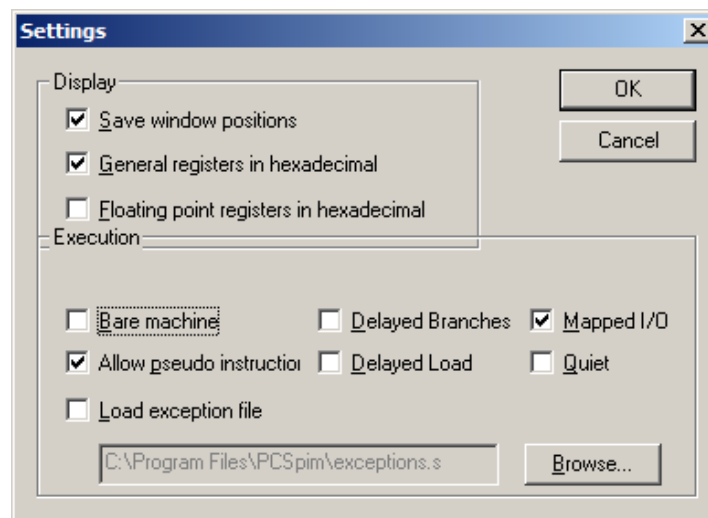 Settings
Display
OK
Save window positions
Cancel
General registers in hexadecimal
Floating point registers in hexadecimal
Execution
Bare machine Delayed Branches Mapped I/O
Allow pseudo instruction Delayed Load Quiet
Load exception file
C:\Program Files\PCSpim\exceptions.s Browse...